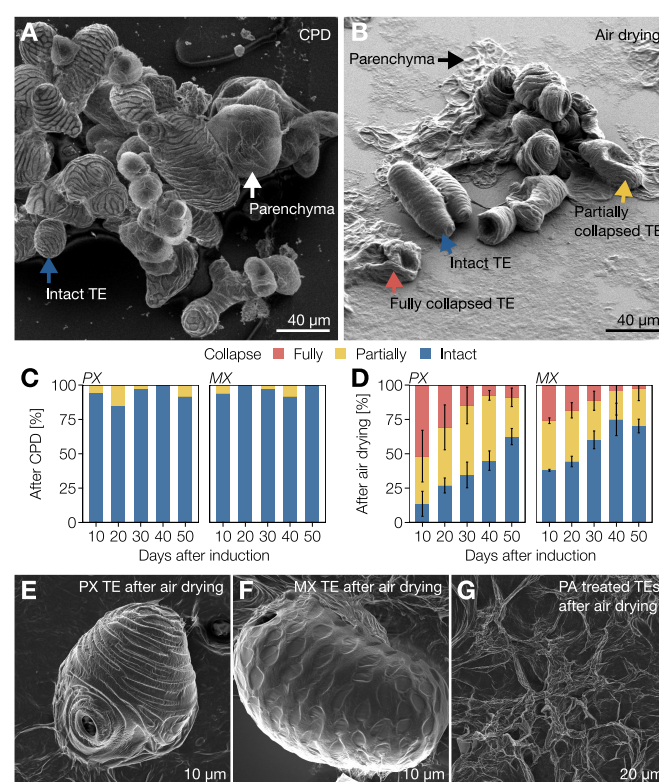 A
CPD
Parenchyma
Intact TE
40 µm
B
Air drying
Parenchyma
Partially
collapsed TE
Intact TE
Fully collapsed TE
40 µm
Collapse Fully Partially Intact
C
PX
MX
After CPD [%]
100
75
50
25
0
10 20 30 40 50 10 20 30 40 50
Days after induction
D
PX
MX
After air drying [%]
100
75
50
25
0
10 20 30 40 50 10 20 30 40 50
Days after induction
E
PX TE after air drying
10 µm
F
MX TE after air drying
10 µm
G
PA treated TEs
after air drying
20 µm